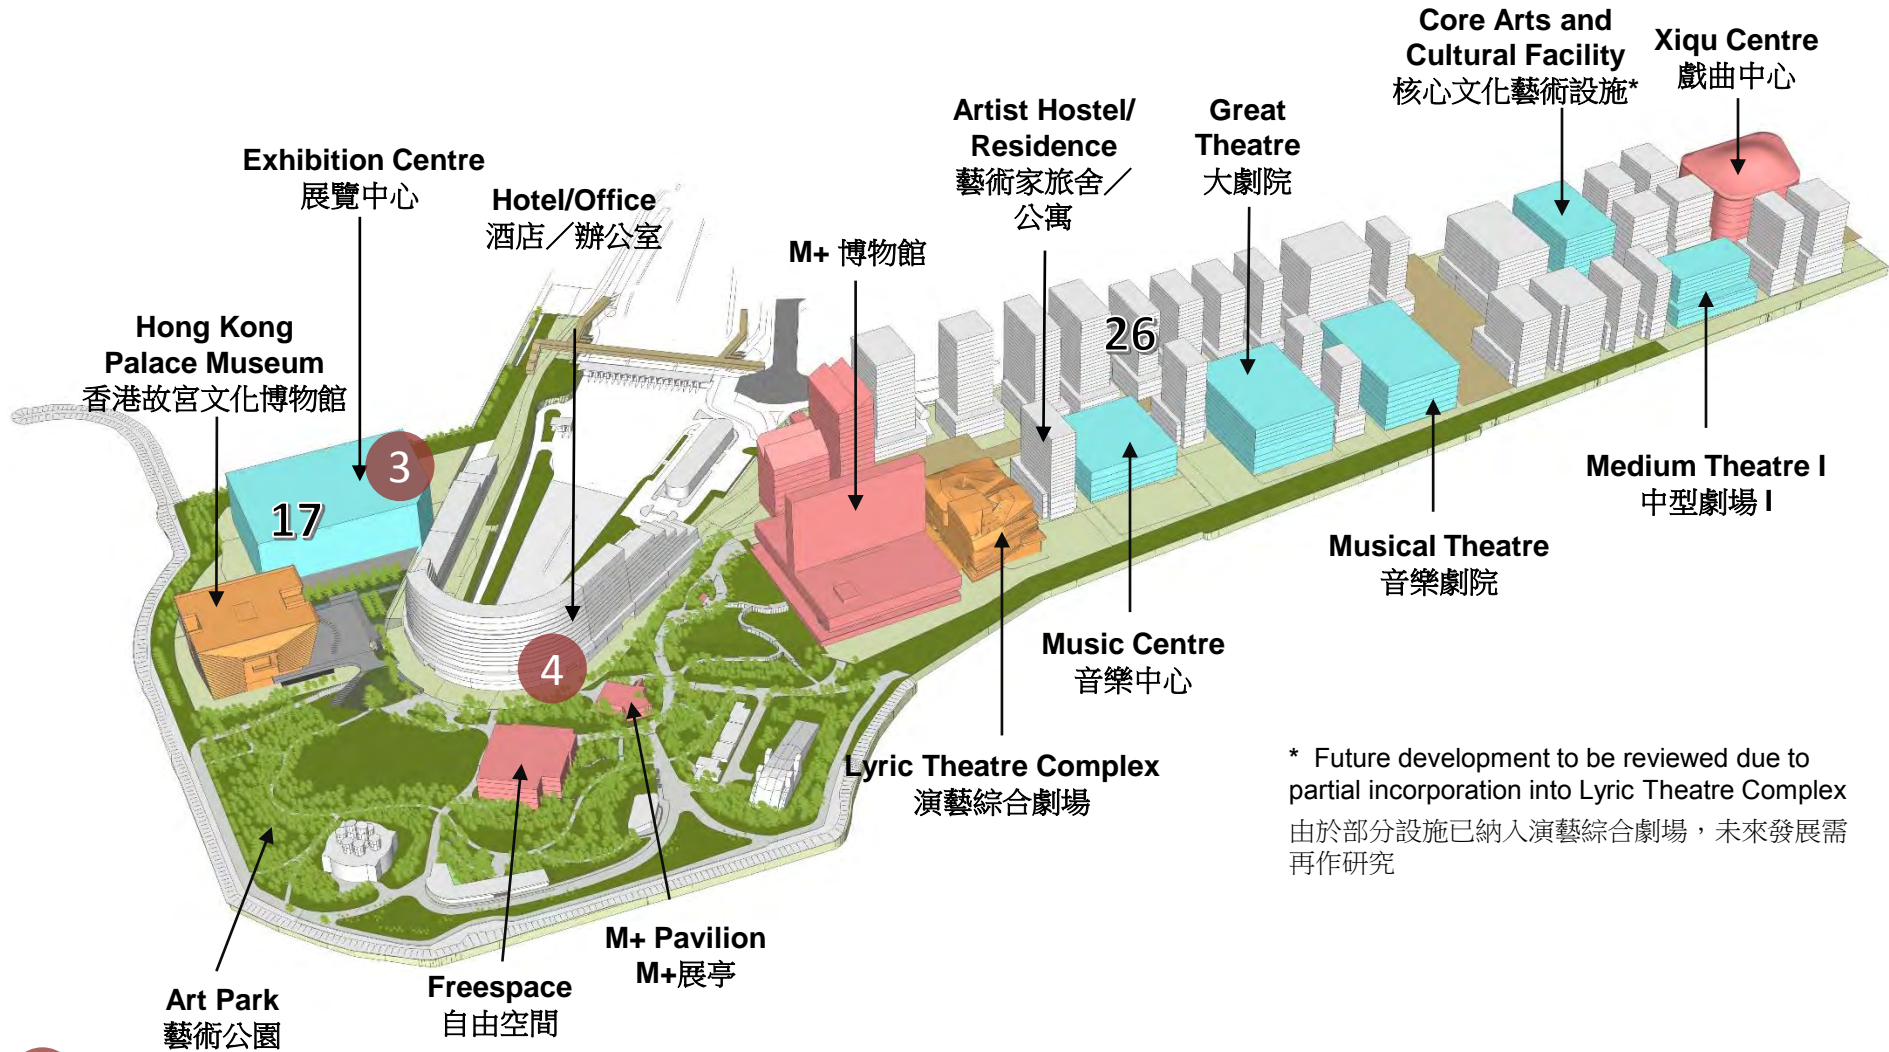 Core Arts and
Cultural Facility
核心文化藝術設施*
Xiqu Centre
戲曲中心
Artist Hostel/
Residence
藝術家旅舍／
公寓
Great
Theatre
大劇院
Exhibition Centre
展覽中心
Hotel/Office
酒店／辦公室
M+ 博物館
Hong Kong
Palace Museum
香港故宮文化博物館
26
3
17
Medium Theatre I
中型劇場 I
Musical Theatre
音樂劇院
Music Centre
音樂中心
4
Lyric Theatre Complex
演藝綜合劇場
* Future development to be reviewed due to
partial incorporation into Lyric Theatre Complex
由於部分設施已納入演藝綜合劇場，未來發展需
再作研究
M+ Pavilion
M+展亭
Freespace
自由空間
Art Park
藝術公園